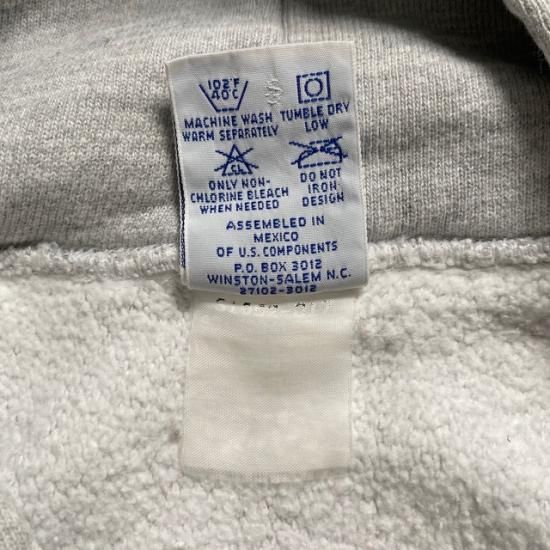 102°F
40°C
MACHINE WASH
WARM SEPARATELY
TUMBLE DRY
LOW
CL
ONLY NON-
CHLORINE BLEACH
WHEN NEEDED
DO NOT
IRON
DESIGN
ASSEMBLED IN
MEXICO
OF U.S. COMPONENTS
P.O. BOX 3012
WINSTON-SALEM N.C.
27102-3012